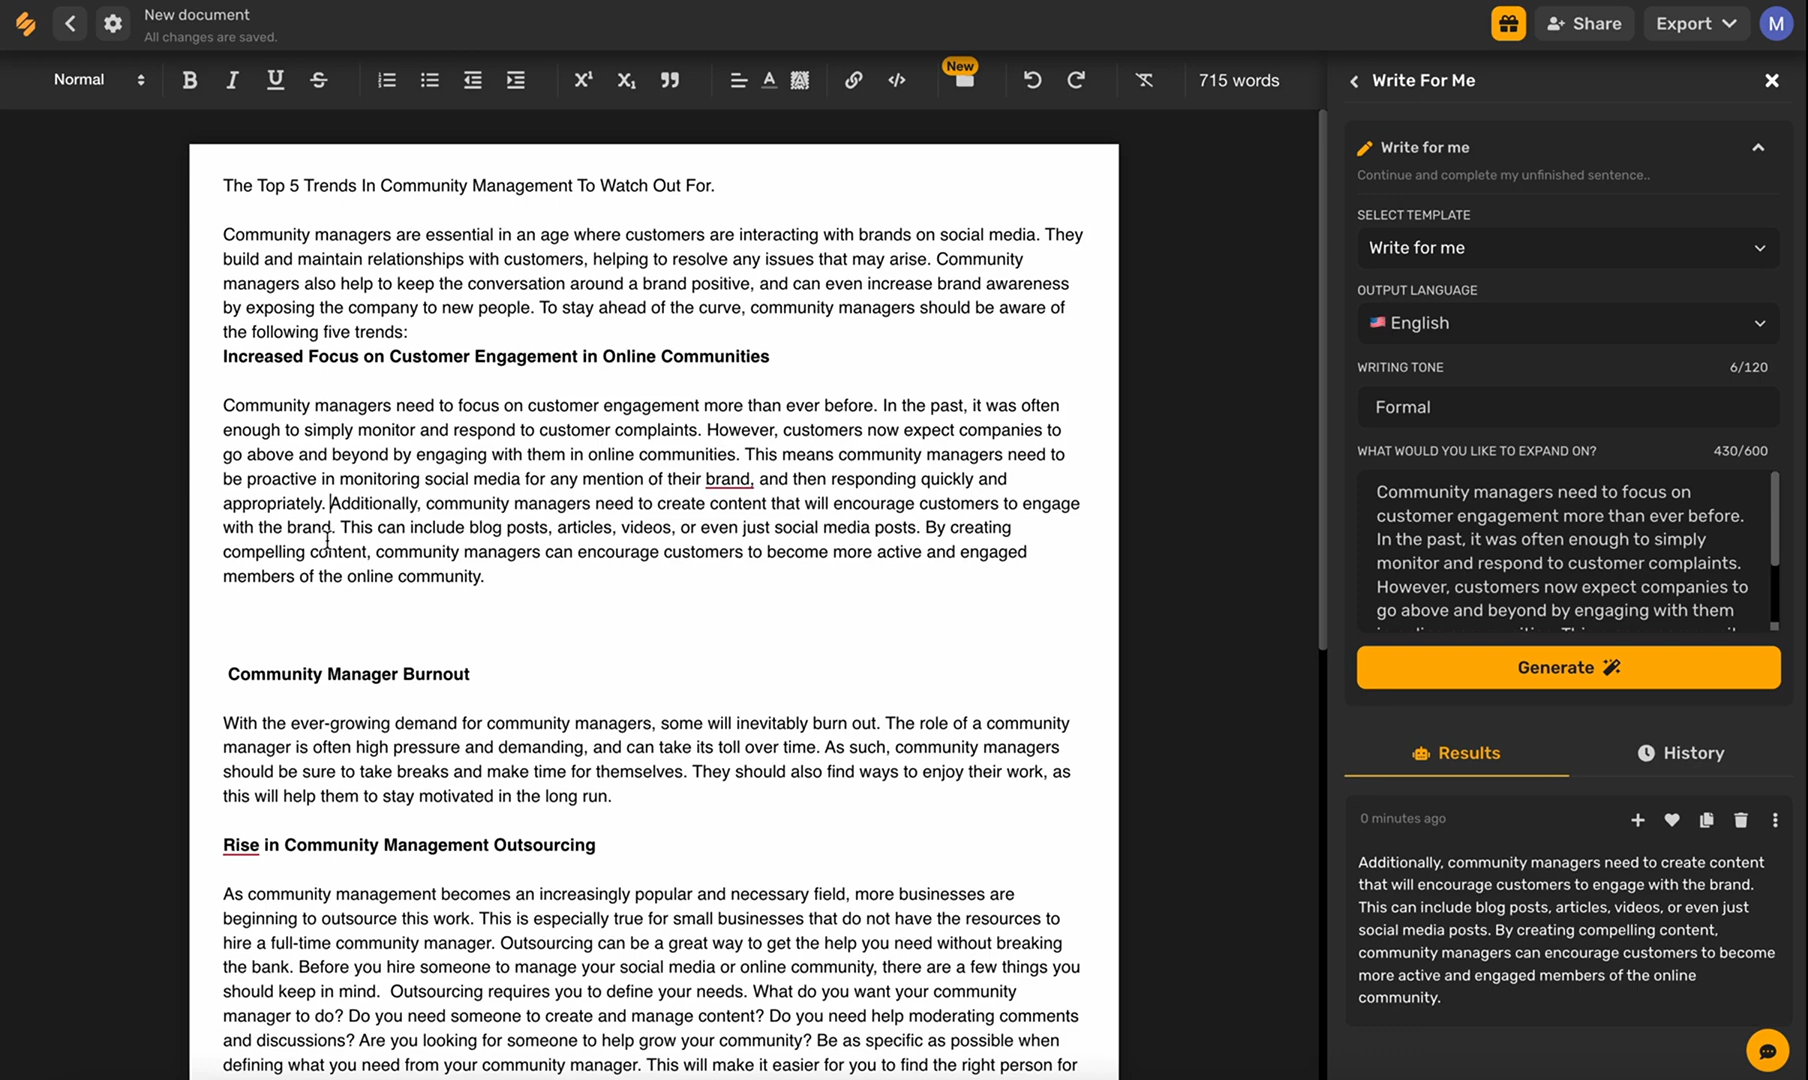 New document
All changes are saved.
Share
Export
M
Normal
B
I
U
S
X¹
X₁
A
New
715 words
The Top 5 Trends In Community Management To Watch Out For.
Community managers are essential in an age where customers are interacting with brands on social media. They
build and maintain relationships with customers, helping to resolve any issues that may arise. Community
managers also help to keep the conversation around a brand positive, and can even increase brand awareness
by exposing the company to new people. To stay ahead of the curve, community managers should be aware of
the following five trends:
Increased Focus on Customer Engagement in Online Communities
Community managers need to focus on customer engagement more than ever before. In the past, it was often
enough to simply monitor and respond to customer complaints. However, customers now expect companies to
go above and beyond by engaging with them in online communities. This means community managers need to
be proactive in monitoring social media for any mention of their brand, and then responding quickly and
appropriately. Additionally, community managers need to create content that will encourage customers to engage
with the brand. This can include blog posts, articles, videos, or even just social media posts. By creating
compelling content, community managers can encourage customers to become more active and engaged
members of the online community.
Community Manager Burnout
With the ever-growing demand for community managers, some will inevitably burn out. The role of a community
manager is often high pressure and demanding, and can take its toll over time. As such, community managers
should be sure to take breaks and make time for themselves. They should also find ways to enjoy their work, as
this will help them to stay motivated in the long run.
Rise in Community Management Outsourcing
As community management becomes an increasingly popular and necessary field, more businesses are
beginning to outsource this work. This is especially true for small businesses that do not have the resources to
hire a full-time community manager. Outsourcing can be a great way to get the help you need without breaking
the bank. Before you hire someone to manage your social media or online community, there are a few things you
should keep in mind.  Outsourcing requires you to define your needs. What do you want your community
manager to do? Do you need someone to create and manage content? Do you need help moderating comments
and discussions? Are you looking for someone to help grow your community? Be as specific as possible when
defining what you need from your community manager. This will make it easier for you to find the right person for
Write For Me
Write for me
Continue and complete my unfinished sentence..
SELECT TEMPLATE
Write for me
OUTPUT LANGUAGE
English
WRITING TONE 6/120
Formal
WHAT WOULD YOU LIKE TO EXPAND ON? 430/600
Community managers need to focus on
customer engagement more than ever before.
In the past, it was often enough to simply
monitor and respond to customer complaints.
However, customers now expect companies to
go above and beyond by engaging with them
Generate
Results
History
0 minutes ago
Additionally, community managers need to create content
that will encourage customers to engage with the brand.
This can include blog posts, articles, videos, or even just
social media posts. By creating compelling content,
community managers can encourage customers to become
more active and engaged members of the online
community.